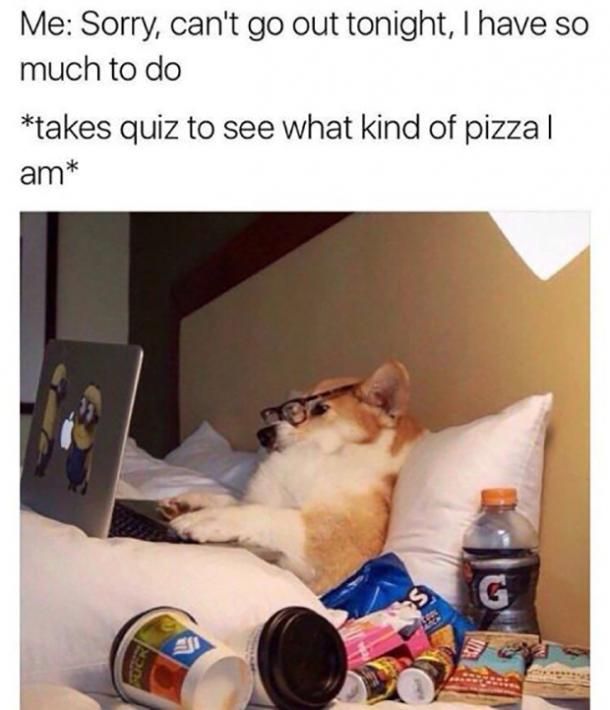 Me: Sorry, can't go out tonight, I have so
much to do
*takes quiz to see what kind of pizza I
am*
G